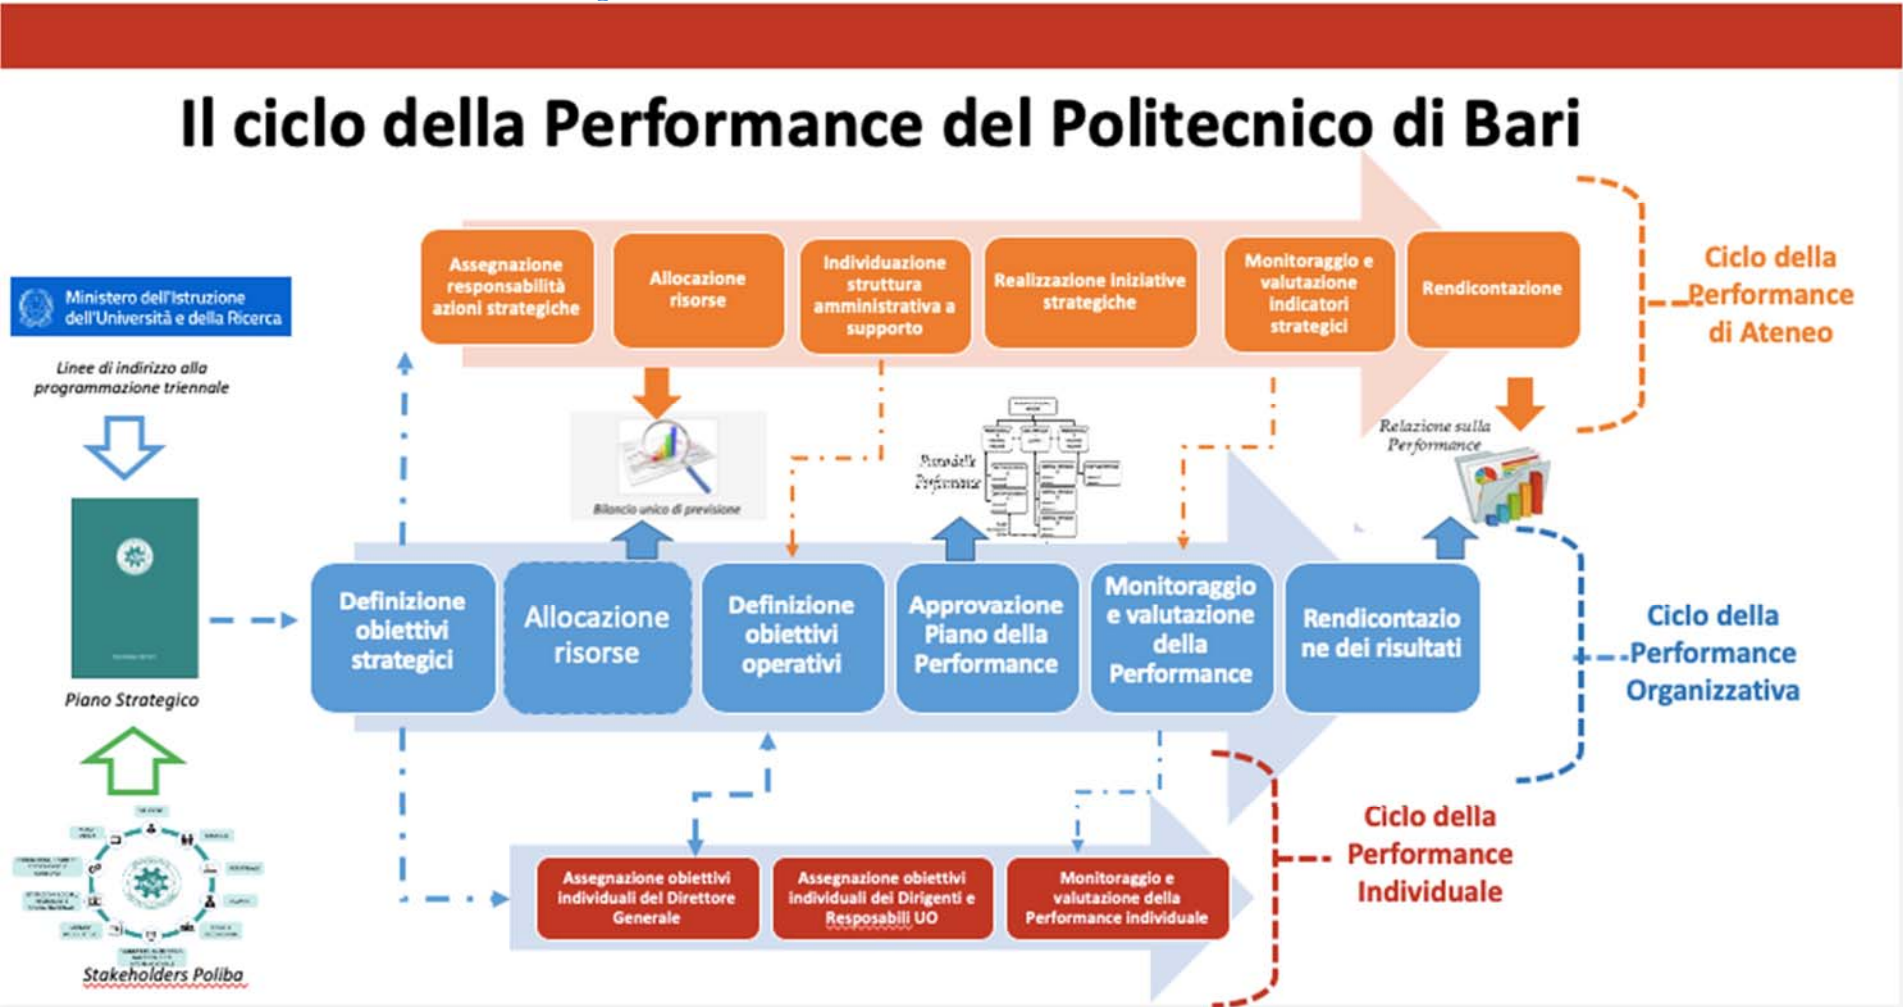 Il ciclo della Performance del Politecnico di Bari
Ministero dell'Istruzione
dell'Università e della Ricerca
Linee di indirizzo alla
programmazione triennale
Piano Strategico
Stakeholders Poliba
Assegnazione
responsabilità
azioni strategiche
Allocazione
risorse
Individuazione
struttura
amministrativa a
supporto
Realizzazione iniziative
strategiche
Monitoraggio e
valutazione
indicatori
strategici
Rendicontazione
Ciclo della
Performance
di Ateneo
Bilancio unico di previsione
Piano delle
Performance
Relazione sulla
Performance
Definizione
obiettivi
strategici
Allocazione
risorse
Definizione
obiettivi
operativi
Approvazione
Piano della
Performance
Monitoraggio
e valutazione
della
Performance
Rendicontazio
ne dei risultati
Ciclo della
Performance
Organizzativa
Assegnazione obiettivi
individuali del Direttore
Generale
Assegnazione obiettivi
individuali dei Dirigenti e
Resposabili UO
Monitoraggio e
valutazione della
Performance individuale
Ciclo della
Performance
Individuale